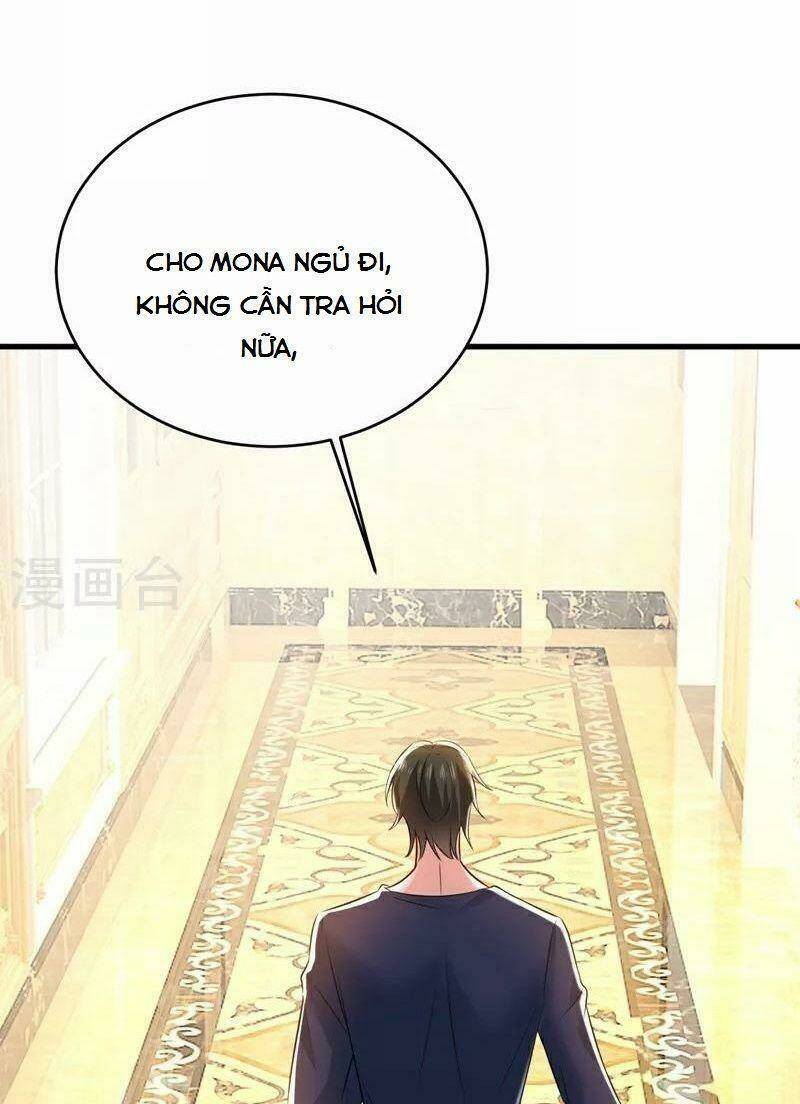 CHO MONA NGỦ ĐI,
KHÔNG CẦN TRA HỎI
NỮA,
漫画台